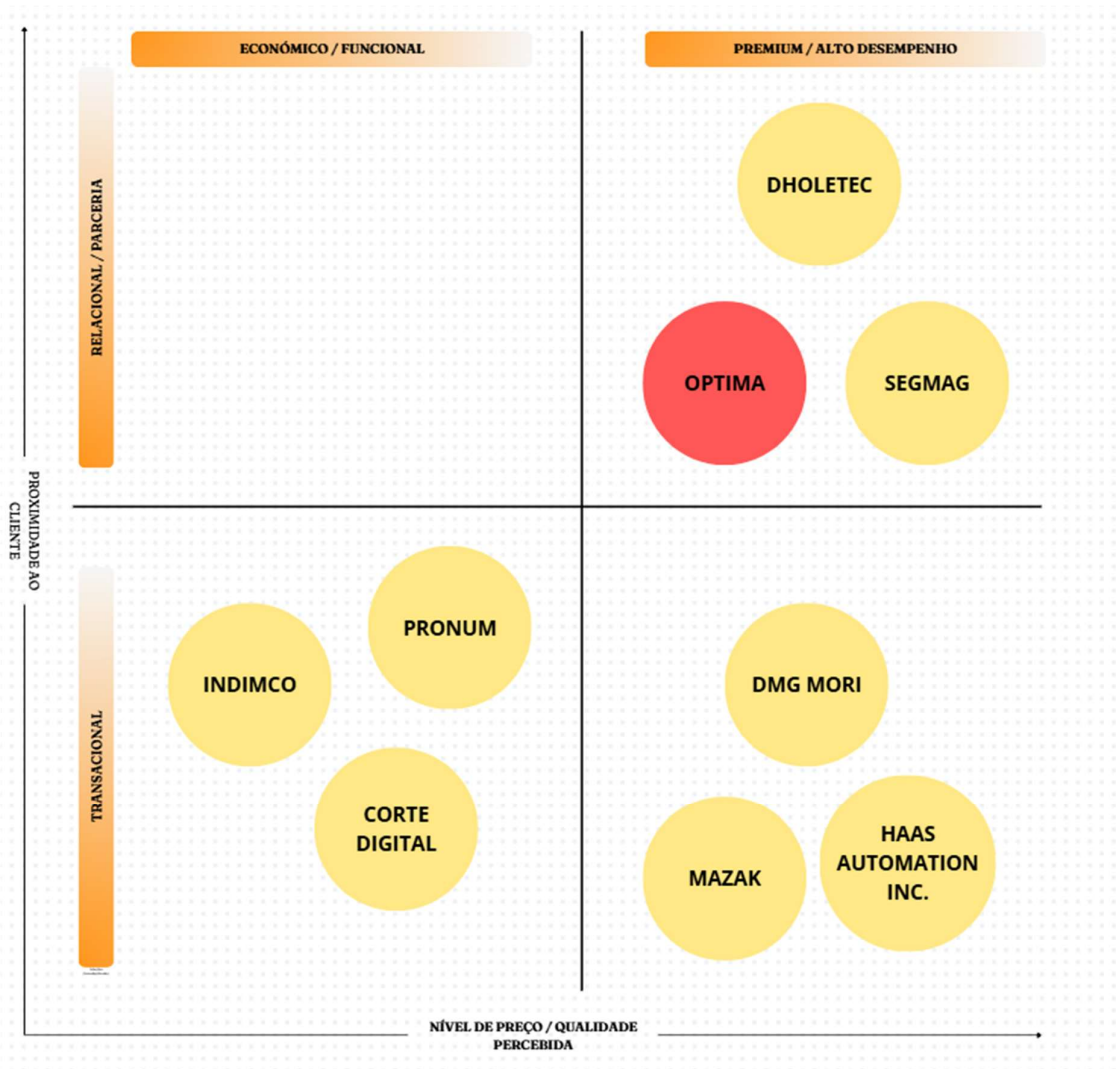 ECONÓMICO / FUNCIONAL
PREMIUM / ALTO DESEMPENHO
RELACIONAL / PARCERIA
DHOLETEC
OPTIMA
SEGMAG
PROXIMIDADE AO
CLIENTE
TRANSACIONAL
PRONUM
INDIMCO
CORTE
DIGITAL
DMG MORI
MAZAK
HAAS
AUTOMATION
INC.
NÍVEL DE PREÇO / QUALIDADE
PERCEBIDA